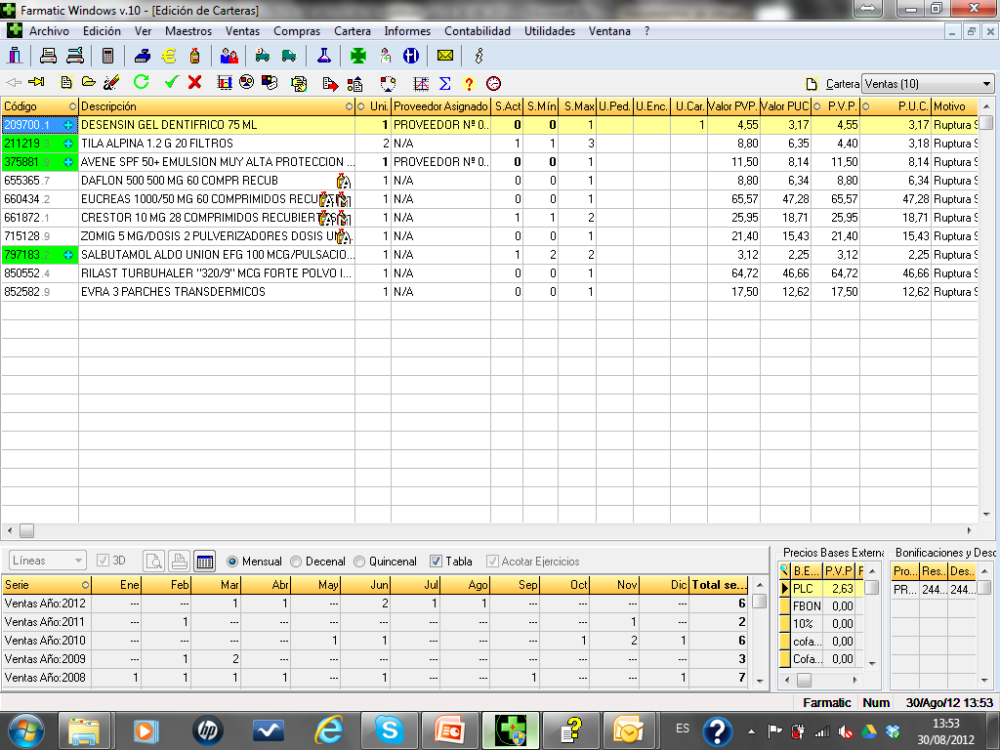 Farmatic Windows v.10 - [Edición de Carteras]
Archivo Edición Ver Maestros Ventas Compras Cartera Informes Contabilidad Utilidades Ventana ?
Cartera Ventas (10)
Código Descripción Uni. Proveedor Asignado S.Act S.Mín S.Max U.Ped. U.Enc. U.Car. Valor PVP. Valor PUC P.V.P. P.U.C. Motivo
209700.1 DESENSIN GEL DENTIFRICO 75 ML 1 PROVEEDOR Nº 0.. 0 0 1 1 4,55 3,17 4,55 3,17 Ruptura S
211219 TILA ALPINA 1.2 G 20 FILTROS 2 N/A 1 1 3 8,80 6,35 4,40 3,18 Ruptura S
375881 AVENE SPF 50+ EMULSION MUY ALTA PROTECCION ... 1 PROVEEDOR Nº 0.. 0 0 1 11,50 8,14 11,50 8,14 Ruptura S
655365.7 DAFLON 500 500 MG 60 COMPR RECUB 1 N/A 0 0 1 8,80 6,34 8,80 6,34 Ruptura S
660434.2 EUCREAS 1000/50 MG 60 COMPRIMIDOS RECU 1 N/A 0 0 1 65,57 47,28 65,57 47,28 Ruptura S
661872.1 CRESTOR 10 MG 28 COMPRIMIDOS RECUBIER 1 N/A 1 1 2 25,95 18,71 25,95 18,71 Ruptura S
715128.9 ZOMIG 5 MG/DOSIS 2 PULVERIZADORES DOSIS 1 N/A 0 0 1 21,40 15,43 21,40 15,43 Ruptura S
797183 SALBUTAMOL ALDO UNION EFG 100 MCG/PULSACIO... 1 N/A 1 2 2 3,12 2,25 3,12 2,25 Ruptura S
850552.4 RILAST TURBUHALER "320/9" MCG FORTE POLVO I... 1 N/A 0 0 1 64,72 46,66 64,72 46,66 Ruptura S
852582.9 EVRA 3 PARCHES TRANSDERMICOS 1 N/A 0 0 1 17,50 12,62 17,50 12,62 Ruptura S
Líneas 3D Mensual Decenal Quincenal Tabla Acotar Ejercicios
Serie Ene Feb Mar Abr May Jun Jul Ago Sep Oct Nov Dic Total se...
Ventas Año:2012 --- --- 1 1 --- 2 1 1 --- --- --- --- 6
Ventas Año:2011 --- 1 --- --- --- --- --- --- --- --- 1 --- 2
Ventas Año:2010 --- --- --- --- 1 1 --- --- --- 1 2 1 6
Ventas Año:2009 --- 1 2 --- --- --- --- --- --- --- --- --- 3
Ventas Año:2008 1 1 1 1 --- 1 --- --- 1 --- --- 1 7
Precios Bases Externa
B.E... P.V.P F
PLC 2,63
FBON 0,00
10% 0,00
cofa... 0,00
Cofa... 0,00
Bonificaciones y Desc
Pro... Res... Des..
PR... 244... 244...
Farmatic Num 30/Ago/12 13:53
ES 13:53
30/08/2012